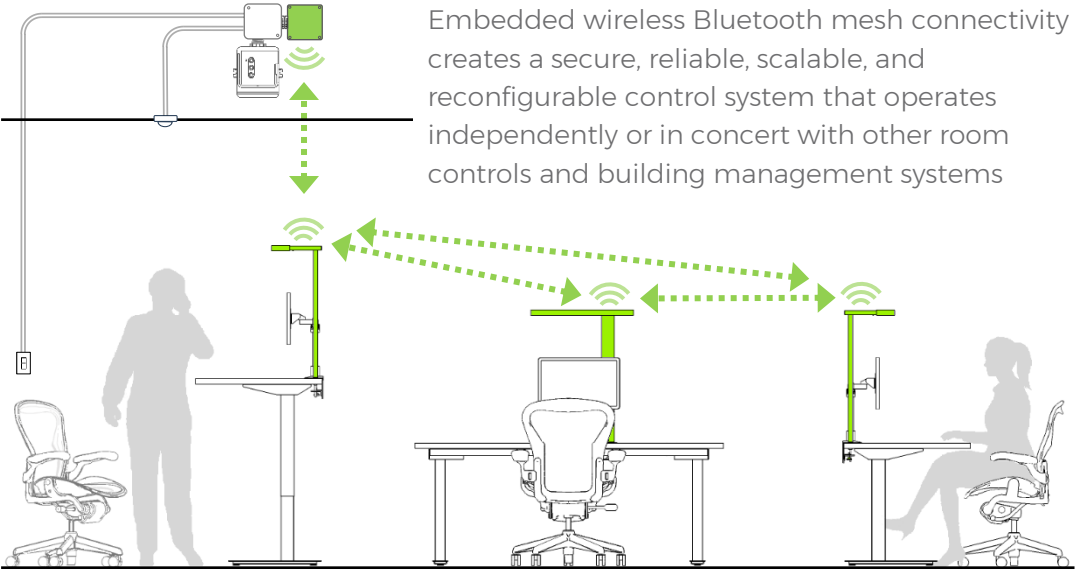 Embedded wireless Bluetooth mesh connectivity
creates a secure, reliable, scalable, and
reconfigurable control system that operates
independently or in concert with other room
controls and building management systems